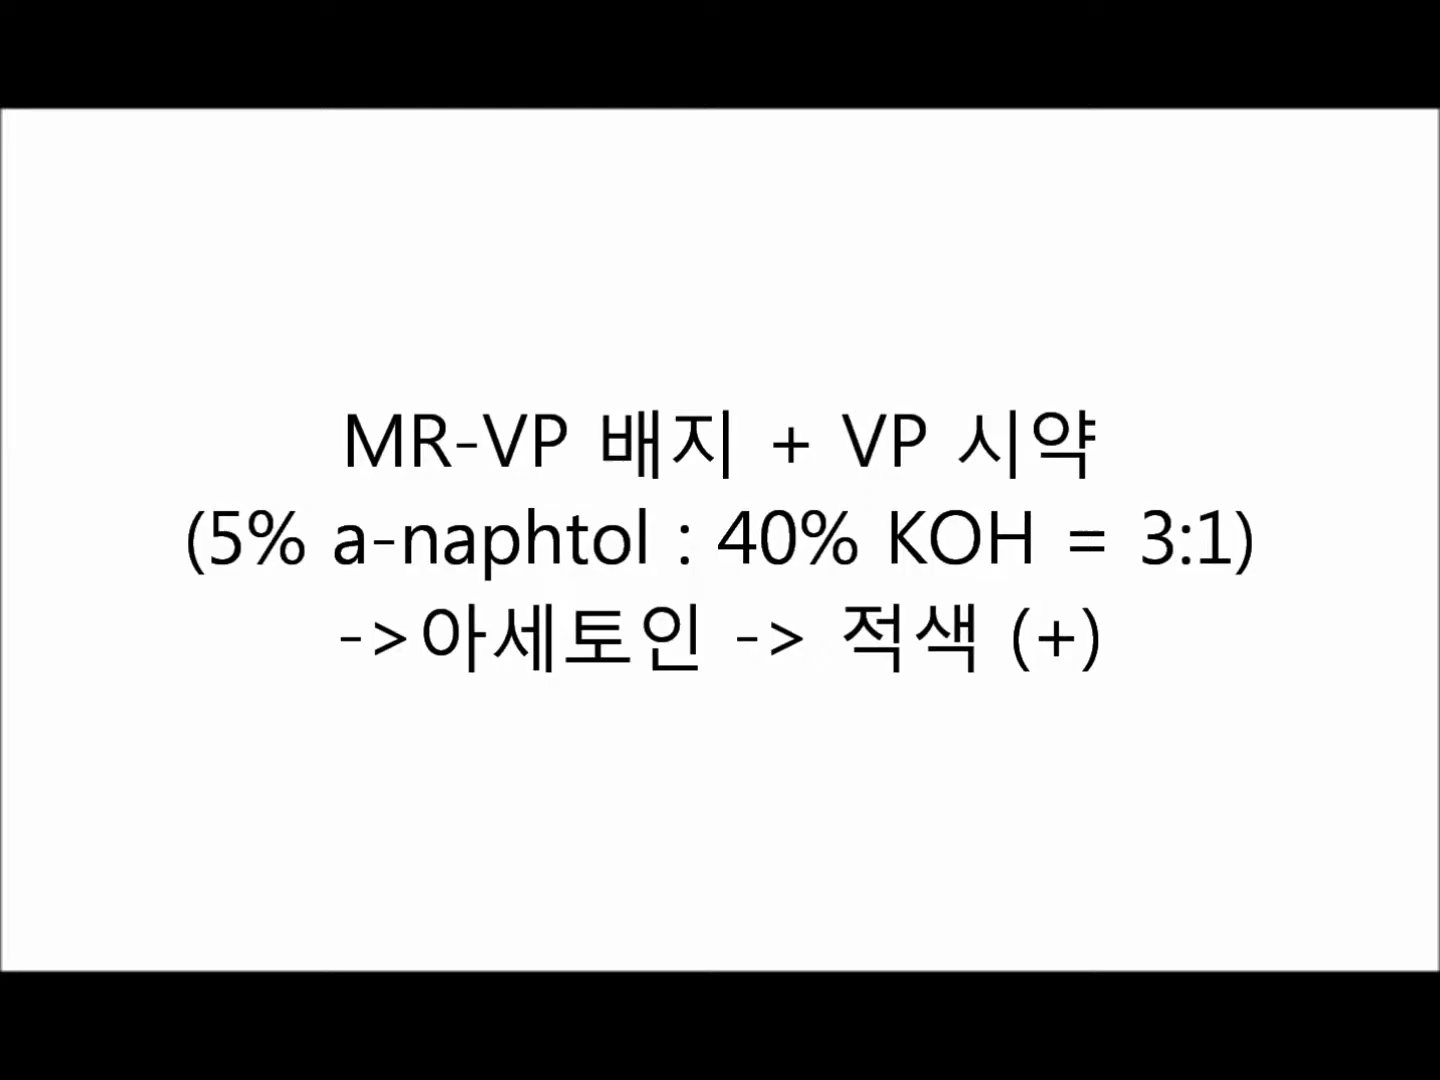 MR-VP 배지 + VP 시약
(5% a-naphtol : 40% KOH = 3:1)
->아세토인 -> 적색 (+)